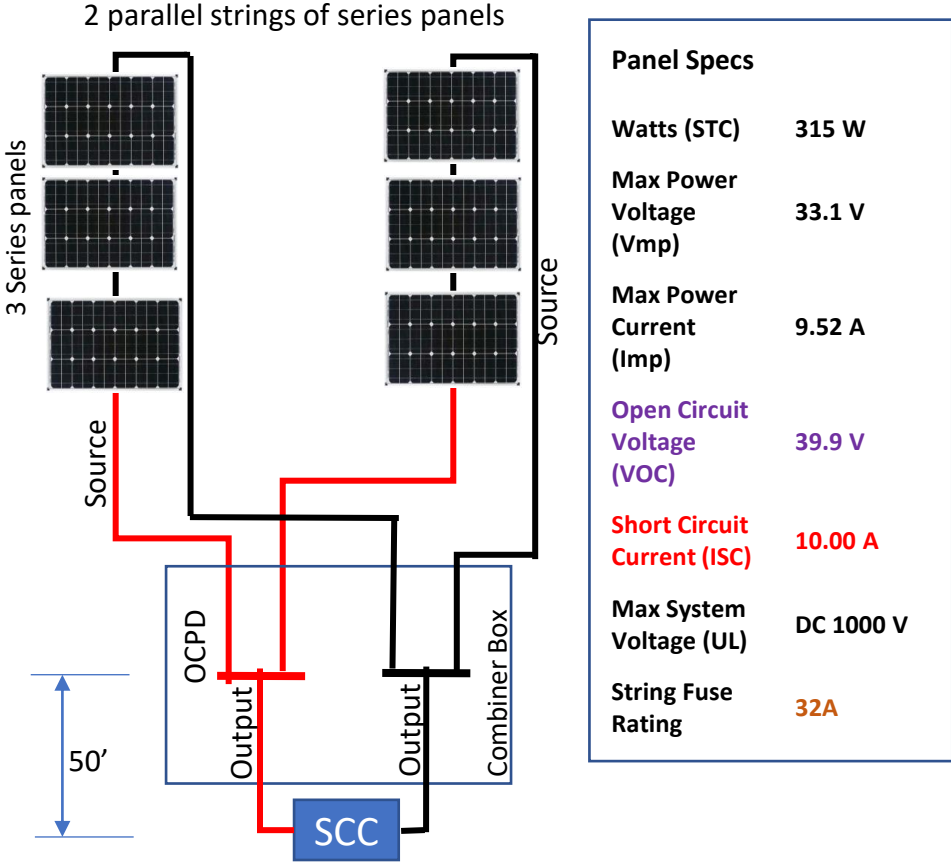 2 parallel strings of series panels
3 Series panels
Source
Source
OCPD
Output
Output
Combiner Box
50’
SCC
Panel Specs
Watts (STC) 315 W
Max Power
Voltage 33.1 V
(Vmp)
Max Power
Current 9.52 A
(Imp)
Open Circuit
Voltage 39.9 V
(VOC)
Short Circuit
Current (ISC) 10.00 A
Max System
Voltage (UL) DC 1000 V
String Fuse
Rating 32A